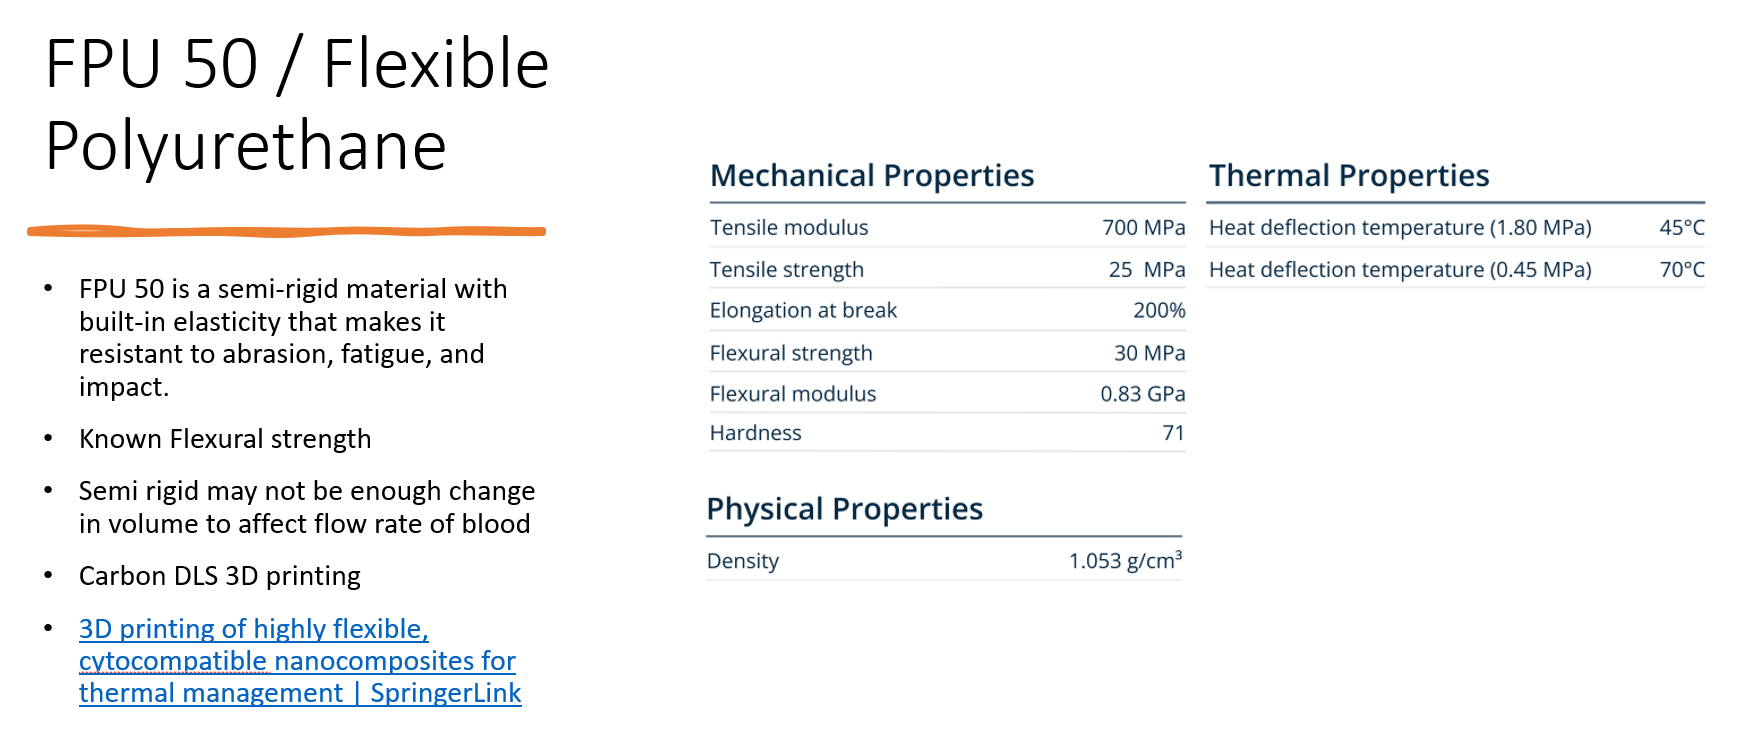 FPU 50 / Flexible
Polyurethane
• FPU 50 is a semi-rigid material with
built-in elasticity that makes it
resistant to abrasion, fatigue, and
impact.
• Known Flexural strength
• Semi rigid may not be enough change
in volume to affect flow rate of blood
• Carbon DLS 3D printing
• 3D printing of highly flexible,
cytocompatible nanocomposites for
thermal management | SpringerLink
Mechanical Properties
Tensile modulus 700 MPa
Tensile strength 25 MPa
Elongation at break 200%
Flexural strength 30 MPa
Flexural modulus 0.83 GPa
Hardness 71
Thermal Properties
Heat deflection temperature (1.80 MPa) 45°C
Heat deflection temperature (0.45 MPa) 70°C
Physical Properties
Density 1.053 g/cm³